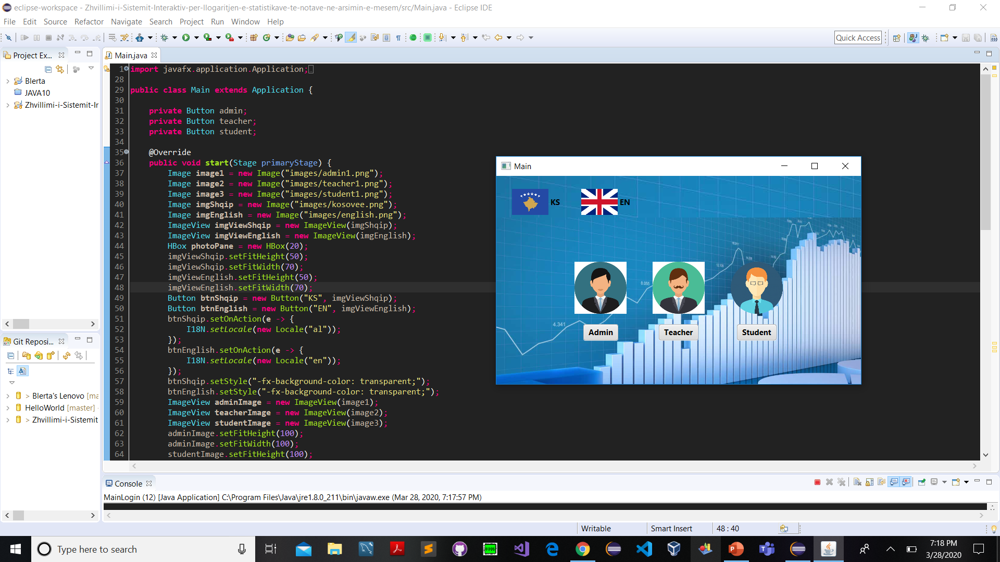 eclipse-workspace - Zhvillimi-i-Sistemit-Interaktiv-per-llogaritjen-e-statistikave-te-notave-ne-arsimin-e-mesem/src/Main.java - Eclipse IDE
File Edit Source Refactor Navigate Search Project Run Window Help
Quick Access
Project Ex...
Blerta
JAVA10
Zhvillimi-i-Sistemit-Ir
Main.java
1 import javafx.application.Application;
28
29 public class Main extends Application {
30
31 private Button admin;
32 private Button teacher;
33 private Button student;
34
35 @Override
36 public void start(Stage primaryStage) {
37 Image image1 = new Image("images/admin1.png");
38 Image image2 = new Image("images/teacher1.png");
39 Image image3 = new Image("images/student1.png");
40 Image imgShqip = new Image("images/kosovee.png");
41 Image imgEnglish = new Image("images/english.png");
42 ImageView imgViewShqip = new ImageView(imgShqip);
43 ImageView imgViewEnglish = new ImageView(imgEnglish);
44 HBox photoPane = new HBox(20);
45 imgViewShqip.setFitHeight(50);
46 imgViewShqip.setFitWidth(70);
47 imgViewEnglish.setFitHeight(50);
48 imgViewEnglish.setFitWidth(70);
49 Button btnShqip = new Button("KS", imgViewShqip);
50 Button btnEnglish = new Button("EN", imgViewEnglish);
51 btnShqip.setOnAction(e -> {
52 I18N.setLocale(new Locale("al"));
53 });
54 btnEnglish.setOnAction(e -> {
55 I18N.setLocale(new Locale("en"));
56 });
57 btnShqip.setStyle("-fx-background-color: transparent;");
58 btnEnglish.setStyle("-fx-background-color: transparent;");
59 ImageView adminImage = new ImageView(image1);
60 ImageView teacherImage = new ImageView(image2);
61 ImageView studentImage = new ImageView(image3);
62 adminImage.setFitHeight(100);
63 adminImage.setFitWidth(100);
64 studentImage.setFitHeight(100);
Main
KS
EN
8.055
4.341
Admin
Teacher
Student
Git Reposi...
> Blerta's Lenovo [ma
HelloWorld [master] -
> Zhvillimi-i-Sistemit
Console
MainLogin (12) [Java Application] C:\Program Files\Java\jre1.8.0_211\bin\javaw.exe (Mar 28, 2020, 7:17:57 PM)
Writable
Smart Insert
48 : 40
Type here to search
7:18 PM
3/28/2020